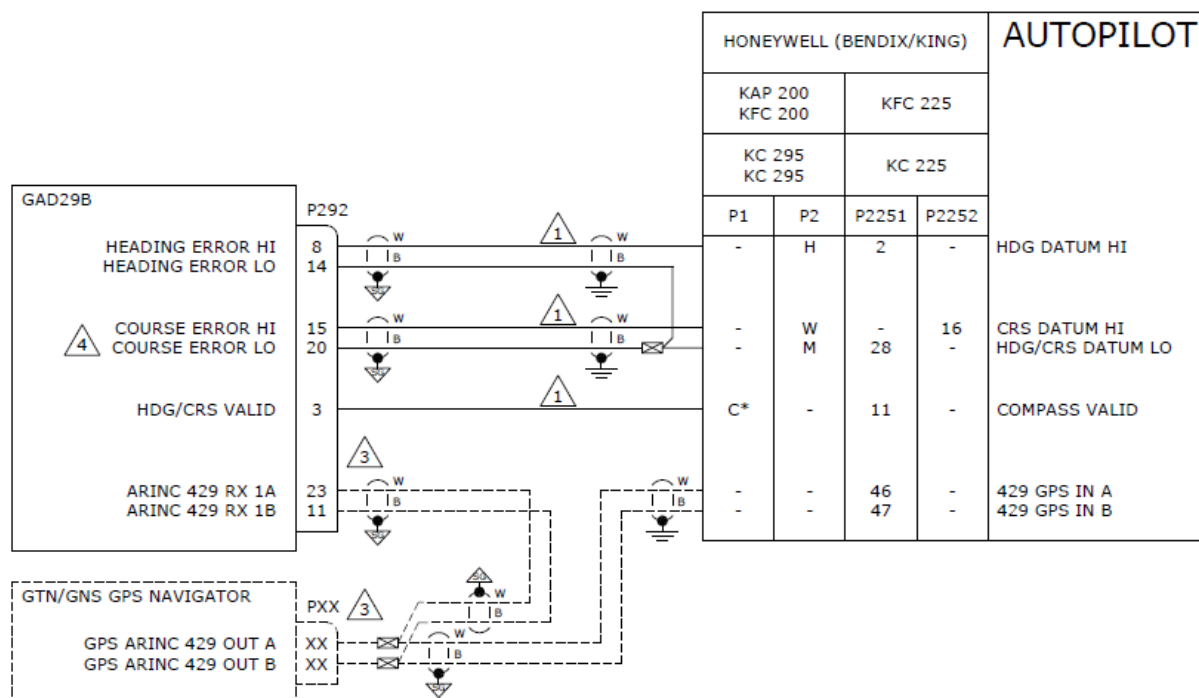 HONEYWELL (BENDIX/KING) AUTOPILOT
KAP 200
KFC 200
KFC 225
KC 295
KC 295
KC 225
P1 P2 P2251 P2252
GAD29B
P292
HEADING ERROR HI 8 W 1 W - H 2 - HDG DATUM HI
HEADING ERROR LO 14 B B
SG
COURSE ERROR HI 15 W 1 W - W - 16 CRS DATUM HI
4 COURSE ERROR LO 20 B B - M 28 - HDG/CRS DATUM LO
SG
HDG/CRS VALID 3 1 C* - 11 - COMPASS VALID
3
ARINC 429 RX 1A 23 W W - - 46 - 429 GPS IN A
ARINC 429 RX 1B 11 B B - - 47 - 429 GPS IN B
SG
GTN/GNS GPS NAVIGATOR
PXX 3
SG
W
B
GPS ARINC 429 OUT A XX W
GPS ARINC 429 OUT B XX B
SG